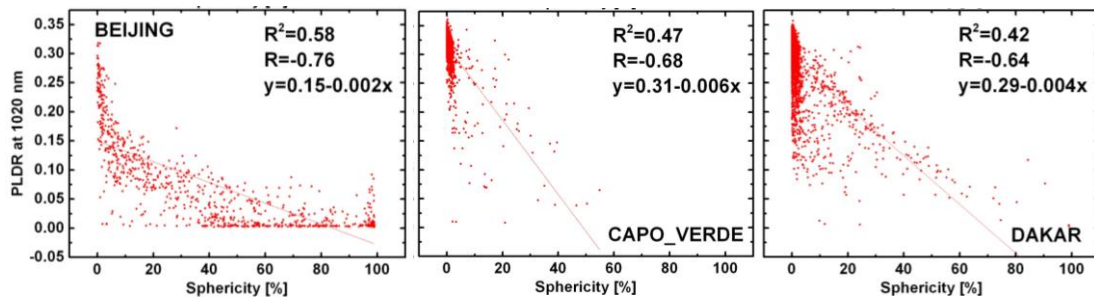 BEIJING
R²=0.58
R=-0.76
y=0.15-0.002x
PLDR at 1020 nm
0.35
0.30
0.25
0.20
0.15
0.10
0.05
0.00
-0.05
0 20 40 60 80 100
Sphericity [%]
R²=0.47
R=-0.68
y=0.31-0.006x
CAPO_VERDE
0 20 40 60 80 100
Sphericity [%]
R²=0.42
R=-0.64
y=0.29-0.004x
DAKAR
0 20 40 60 80 100
Sphericity [%]